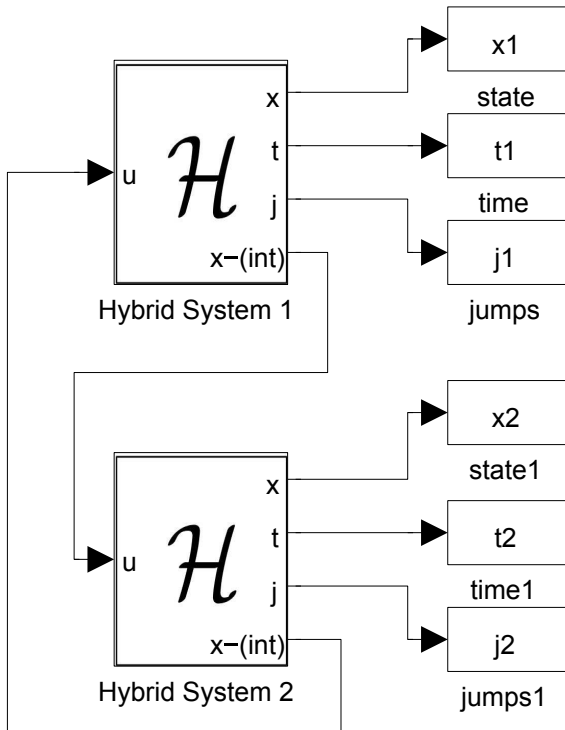 x1
state
x
t
t1
u
ℋ
time
j
j1
x−(int)
Hybrid System 1
jumps
x2
state1
x
t
t2
u
ℋ
time1
j
j2
x−(int)
Hybrid System 2
jumps1